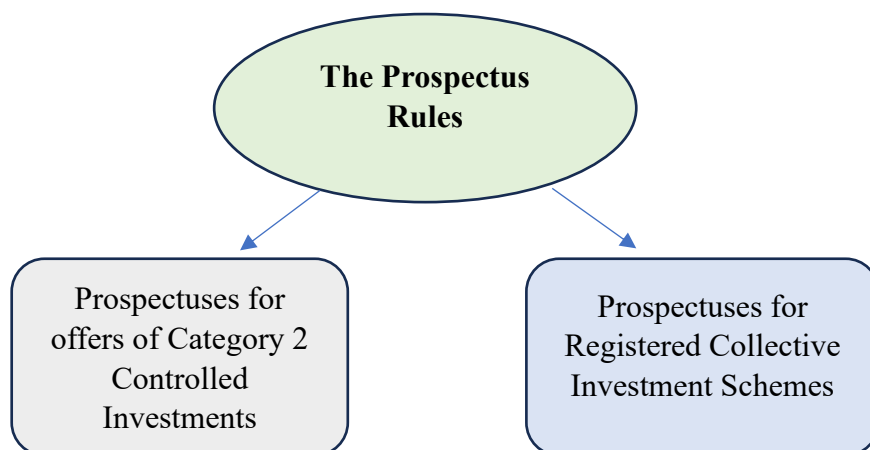 The Prospectus
Rules
Prospectuses for
offers of Category 2
Controlled
Investments
Prospectuses for
Registered Collective
Investment Schemes